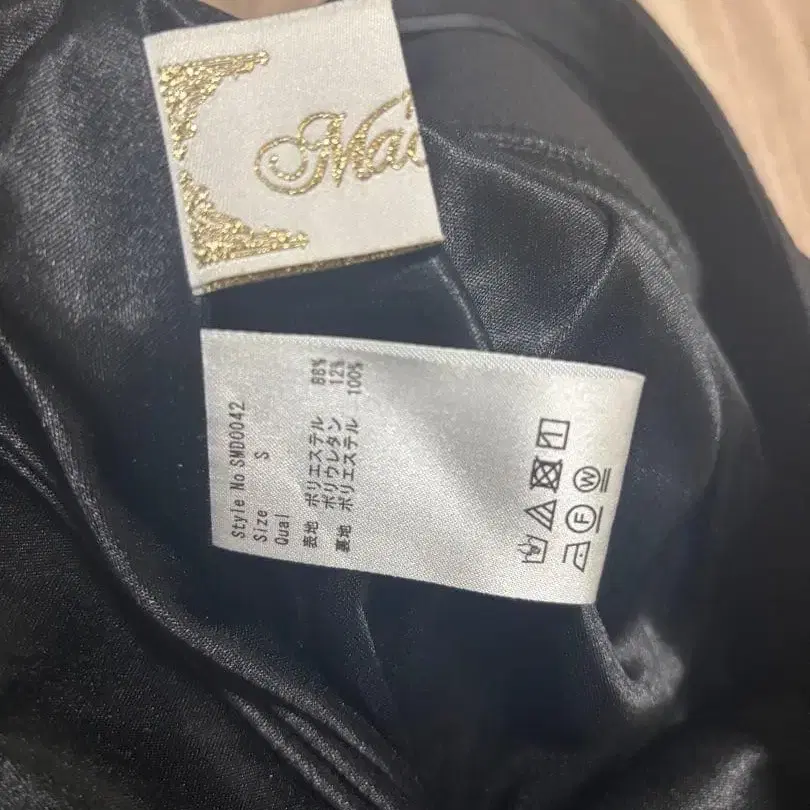 Style No SMD0042
Size S
Qual
表地 ポリエステル 88%
ポリウレタン 12%
裏地 ポリエステル 100%
F W